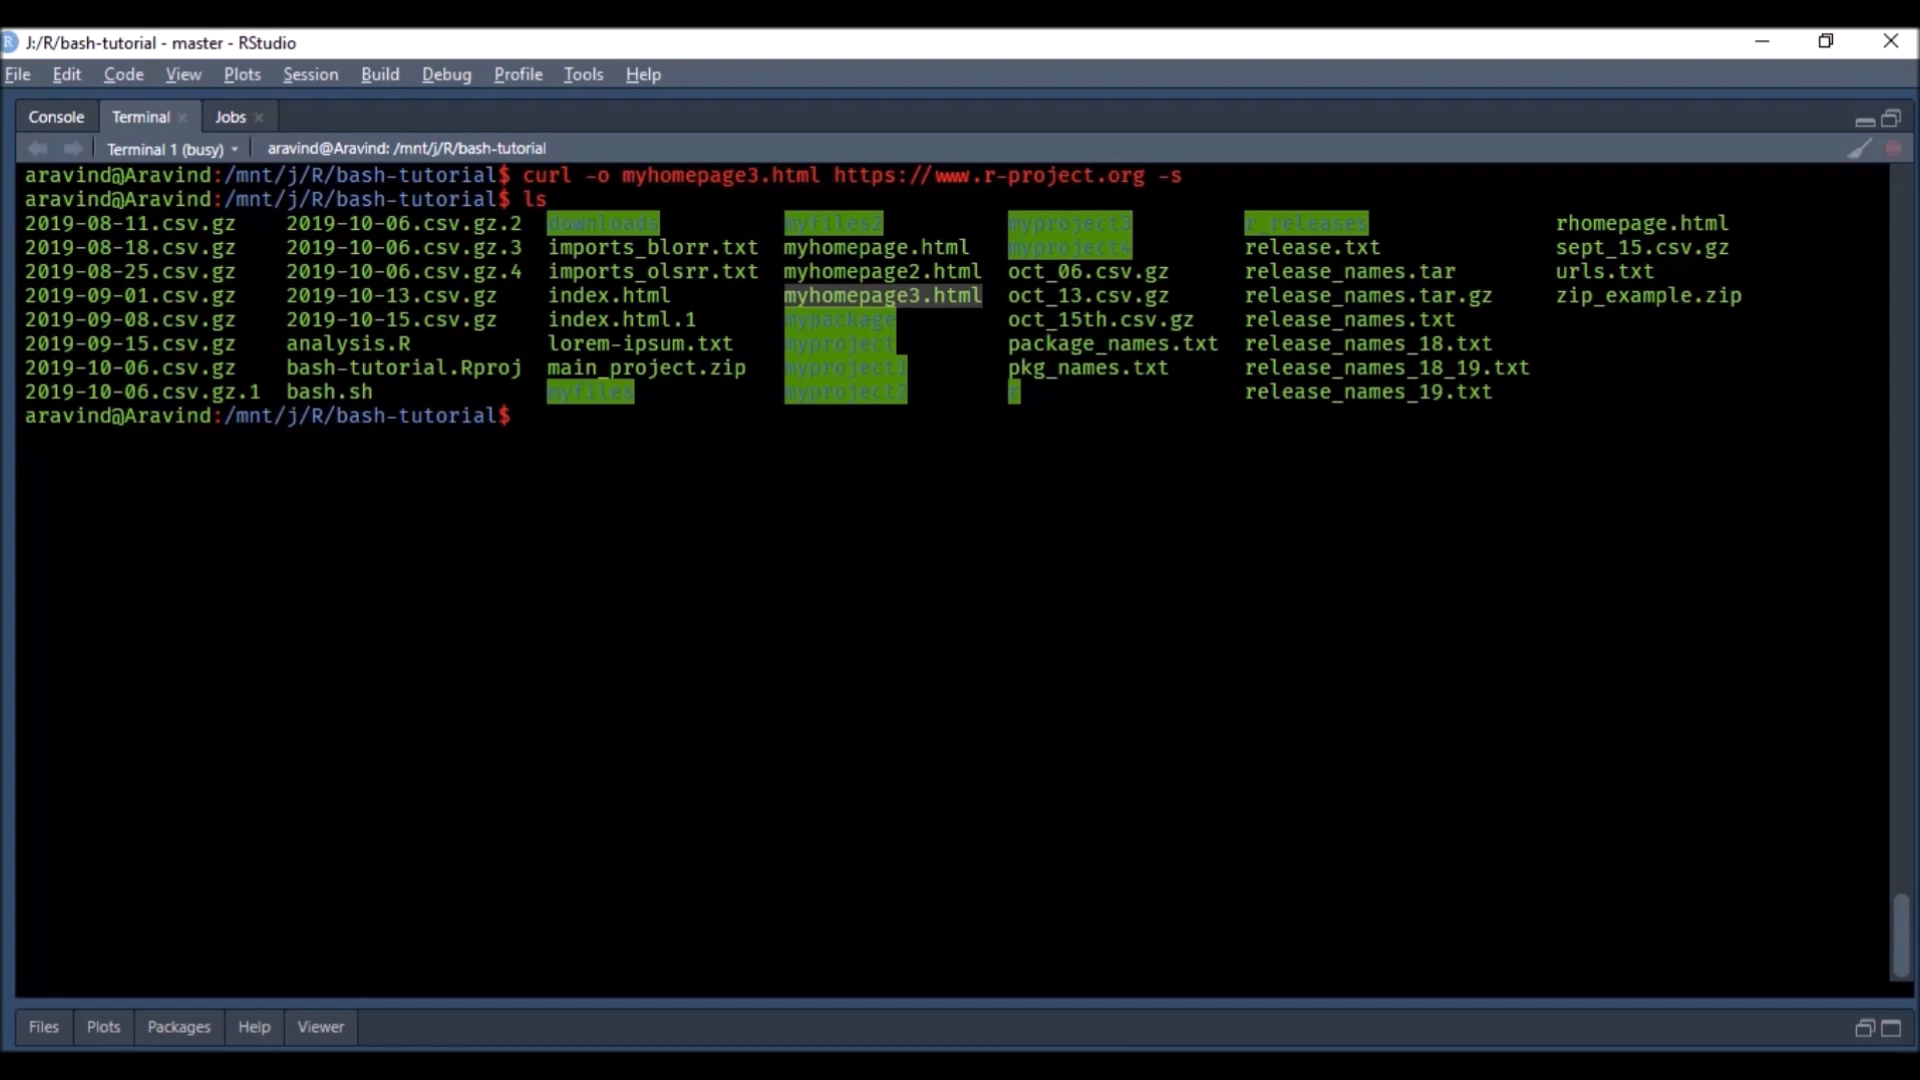 J:/R/bash-tutorial - master - RStudio
File Edit Code View Plots Session Build Debug Profile Tools Help
Console Terminal Jobs
Terminal 1 (busy) aravind@Aravind: /mnt/j/R/bash-tutorial
aravind@Aravind:/mnt/j/R/bash-tutorial$ curl -o myhomepage3.html https://www.r-project.org -s
aravind@Aravind:/mnt/j/R/bash-tutorial$ ls
2019-08-11.csv.gz 2019-10-06.csv.gz.2 downloads myfiles2 myproject3 r_releases rhomepage.html
2019-08-18.csv.gz 2019-10-06.csv.gz.3 imports_blorr.txt myhomepage.html myproject4 release.txt sept_15.csv.gz
2019-08-25.csv.gz 2019-10-06.csv.gz.4 imports_olsrr.txt myhomepage2.html oct_06.csv.gz release_names.tar urls.txt
2019-09-01.csv.gz 2019-10-13.csv.gz index.html myhomepage3.html oct_13.csv.gz release_names.tar.gz zip_example.zip
2019-09-08.csv.gz 2019-10-15.csv.gz index.html.1 mypackage oct_15th.csv.gz release_names.txt
2019-09-15.csv.gz analysis.R lorem-ipsum.txt myproject package_names.txt release_names_18.txt
2019-10-06.csv.gz bash-tutorial.Rproj main_project.zip myproject1 pkg_names.txt release_names_18_19.txt
2019-10-06.csv.gz.1 bash.sh myfiles myproject2 r release_names_19.txt
aravind@Aravind:/mnt/j/R/bash-tutorial$
Files Plots Packages Help Viewer